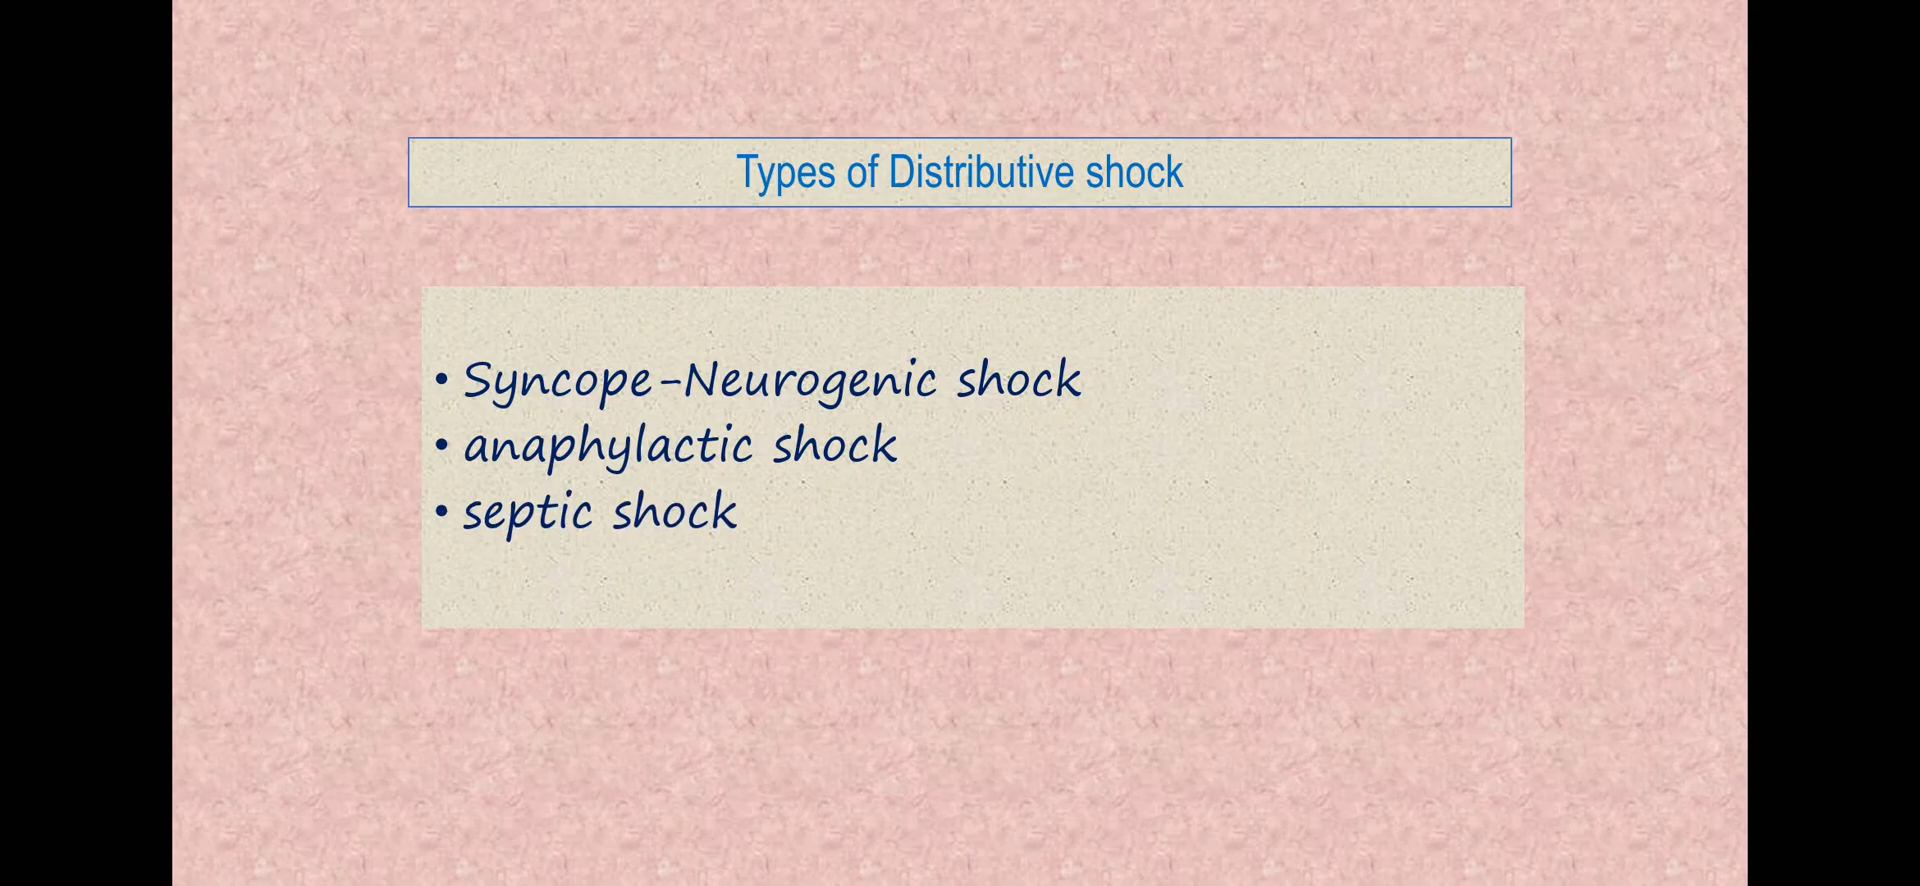 Types of Distributive shock
• Syncope-Neurogenic shock
• anaphylactic shock
• septic shock